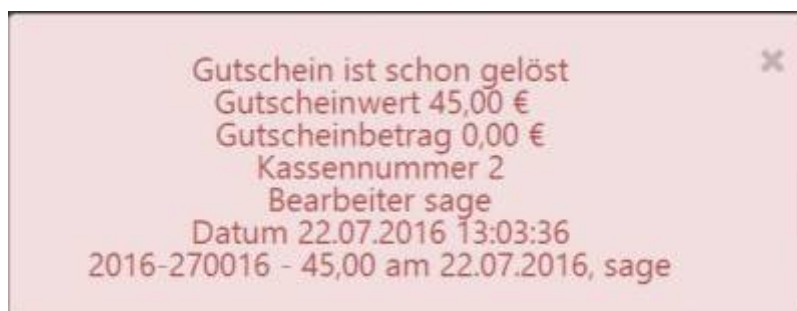 Gutschein ist schon gelöst
Gutscheinwert 45,00 €
Gutscheinbetrag 0,00 €
Kassennummer 2
Bearbeiter sage
Datum 22.07.2016 13:03:36
2016-270016 - 45,00 am 22.07.2016, sage